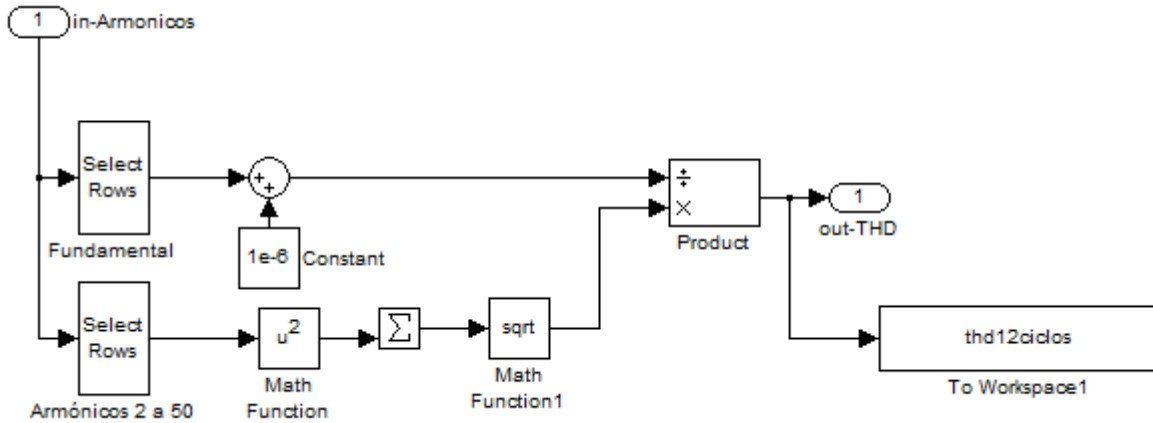 1
in-Armonicos
Select
Rows
Fundamental
+
+
1e-6
Constant
÷
×
Product
1
out-THD
Select
Rows
Armónicos 2 a 50
u²
Math
Function
Σ
sqrt
Math
Function1
thd12ciclos
To Workspace1